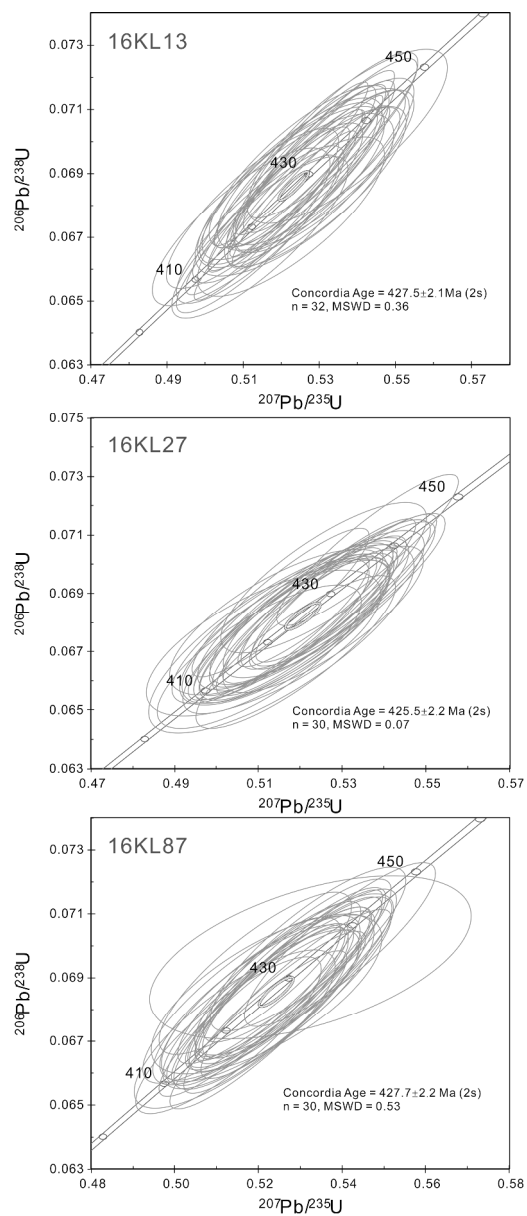 16KL13
0.073
0.071
0.069
0.067
0.065
0.063
206Pb/238U
450
430
410
Concordia Age = 427.5±2.1Ma (2s)
n = 32, MSWD = 0.36
0.47 0.49 0.51 0.53 0.55 0.57
207Pb/235U
16KL27
0.075
0.073
0.071
0.069
0.067
0.065
0.063
206Pb/238U
450
430
410
Concordia Age = 425.5±2.2 Ma (2s)
n = 30, MSWD = 0.07
0.47 0.49 0.51 0.53 0.55 0.57
207Pb/235U
16KL87
0.073
0.071
0.069
0.067
0.065
0.063
206Pb/238U
450
430
410
Concordia Age = 427.7±2.2 Ma (2s)
n = 30, MSWD = 0.53
0.48 0.50 0.52 0.54 0.56 0.58
207Pb/235U